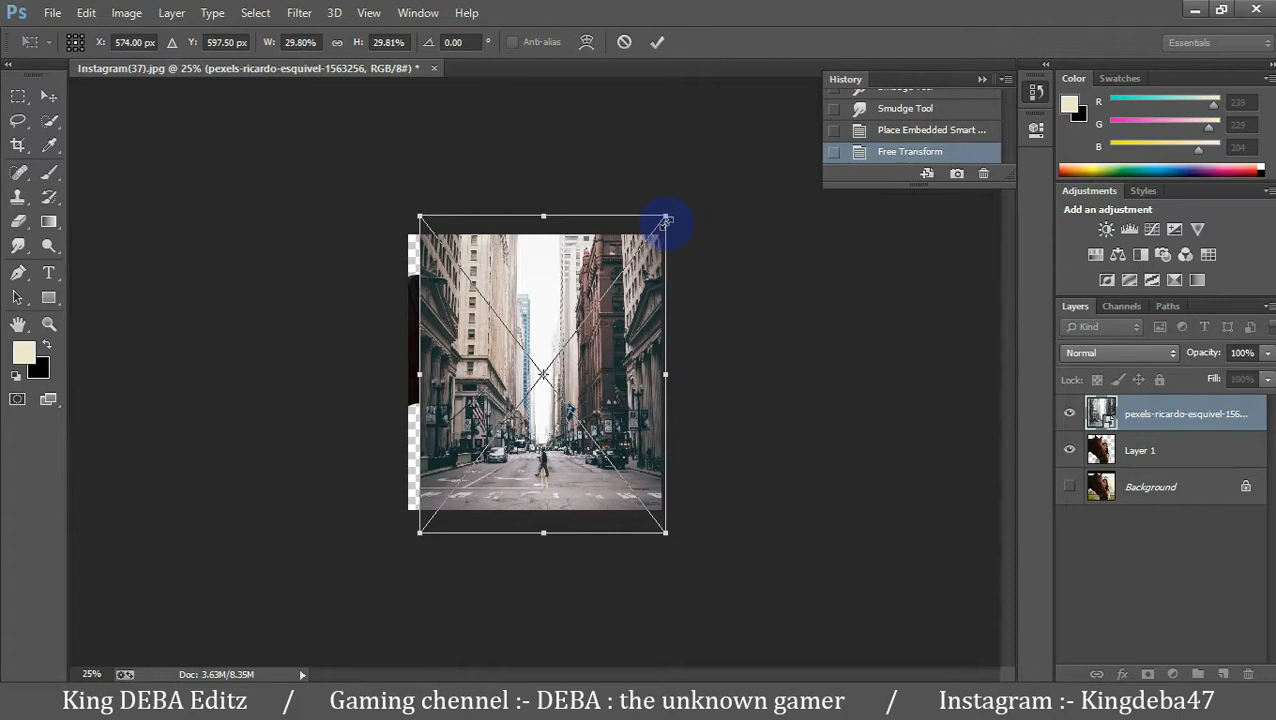 Ps File Edit Image Layer Type Select Filter 3D View Window Help
X: 574.00 px Y: 597.50 px W: 29.80% H: 29.81% 0.00 ° Anti-alias Essentials
Instagram(37).jpg @ 25% (pexels-ricardo-esquivel-1563256, RGB/8#) * ×
History
Smudge Tool
Smudge Tool
Place Embedded Smart ...
Free Transform
Color Swatches
R 239
G 229
B 204
Adjustments Styles
Add an adjustment
Layers Channels Paths
Kind
Normal Opacity: 100%
Lock: Fill: 100%
pexels-ricardo-esquivel-156...
Layer 1
Background
25% Doc: 3.63M/8.35M
King DEBA Editz / Gaming chennel :- DEBA : the unknown gamer / Instagram :- Kingdeba47